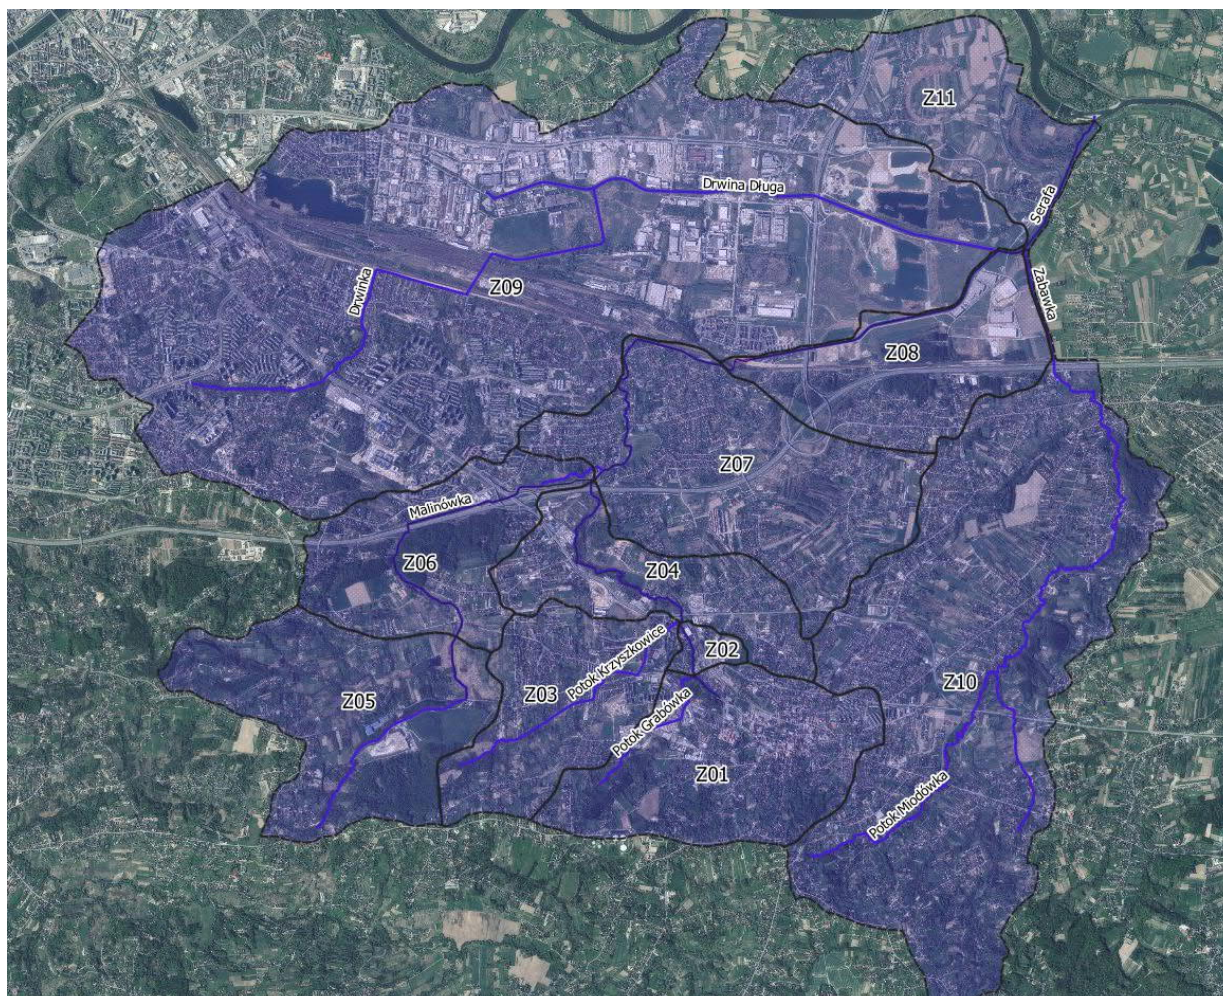 Z11
Drwina Długa
Serafa
Zabawka
Drwinka
Z09
Z08
Z07
Malinówka
Z06
Z04
Potok Krzyszkowice
Z02
Z03
Z05
Potok Grabówka
Z10
Z01
Potok Miodówka